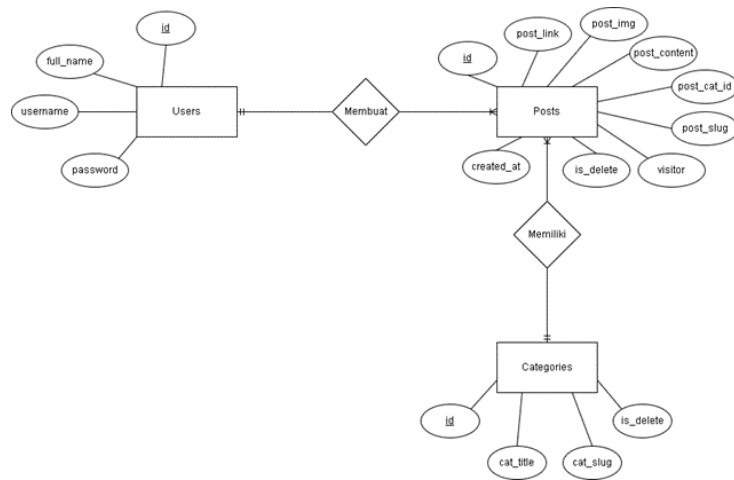 id
post_img
post_link
post_content
full_name
id
post_cat_id
username
Users
Membuat
Posts
post_slug
password
created_at
is_delete
visitor
Memiliki
Categories
id
is_delete
cat_title
cat_slug